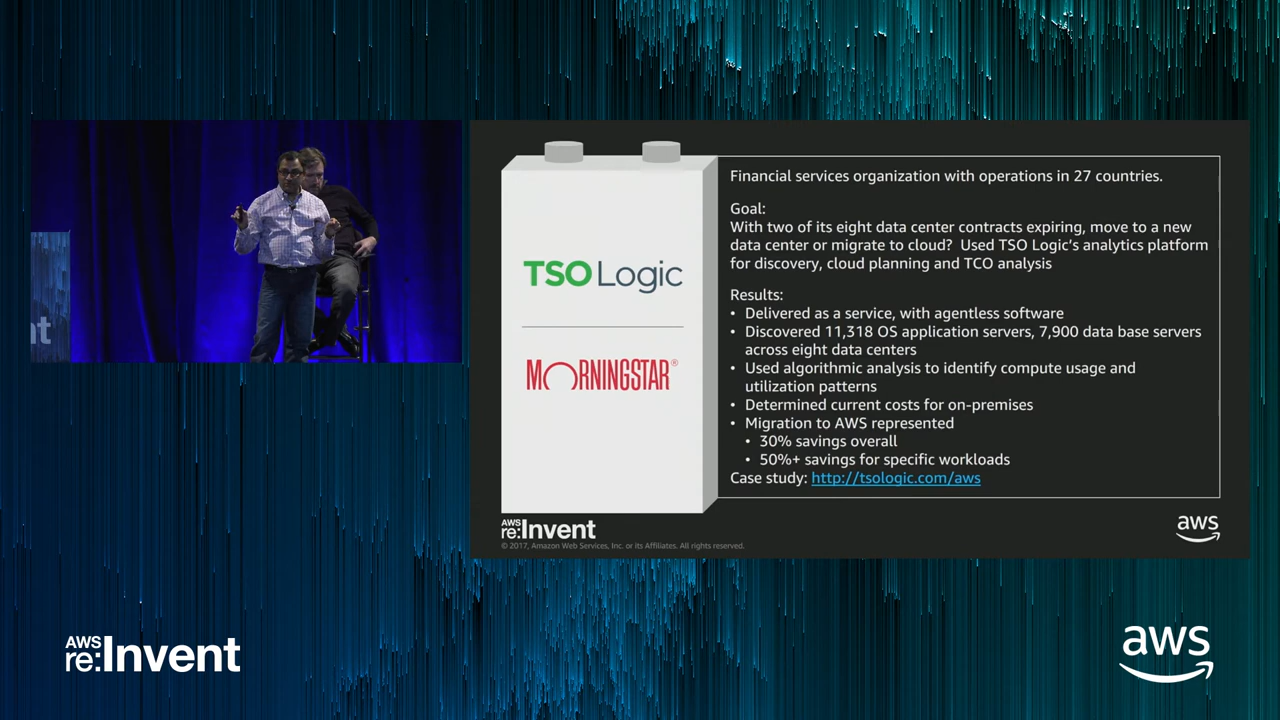 nt
TSO Logic
MORNINGSTAR®
Financial services organization with operations in 27 countries.
Goal:
With two of its eight data center contracts expiring, move to a new
data center or migrate to cloud?  Used TSO Logic's analytics platform
for discovery, cloud planning and TCO analysis
Results:
• Delivered as a service, with agentless software
• Discovered 11,318 OS application servers, 7,900 data base servers
across eight data centers
• Used algorithmic analysis to identify compute usage and
utilization patterns
• Determined current costs for on-premises
• Migration to AWS represented
• 30% savings overall
• 50%+ savings for specific workloads
Case study: http://tsologic.com/aws
AWS
re:Invent
© 2017, Amazon Web Services, Inc. or its Affiliates. All rights reserved.
aws
AWS
re:Invent
aws